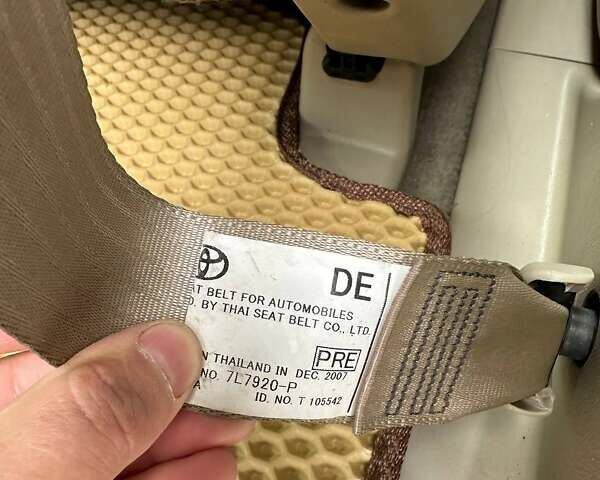 DE
AT BELT FOR AUTOMOBILES
D. BY THAI SEAT BELT CO., LTD.
PRE
IN THAILAND IN DEC. 2007
NO. 7L7920-P
A ID. NO. T 105542